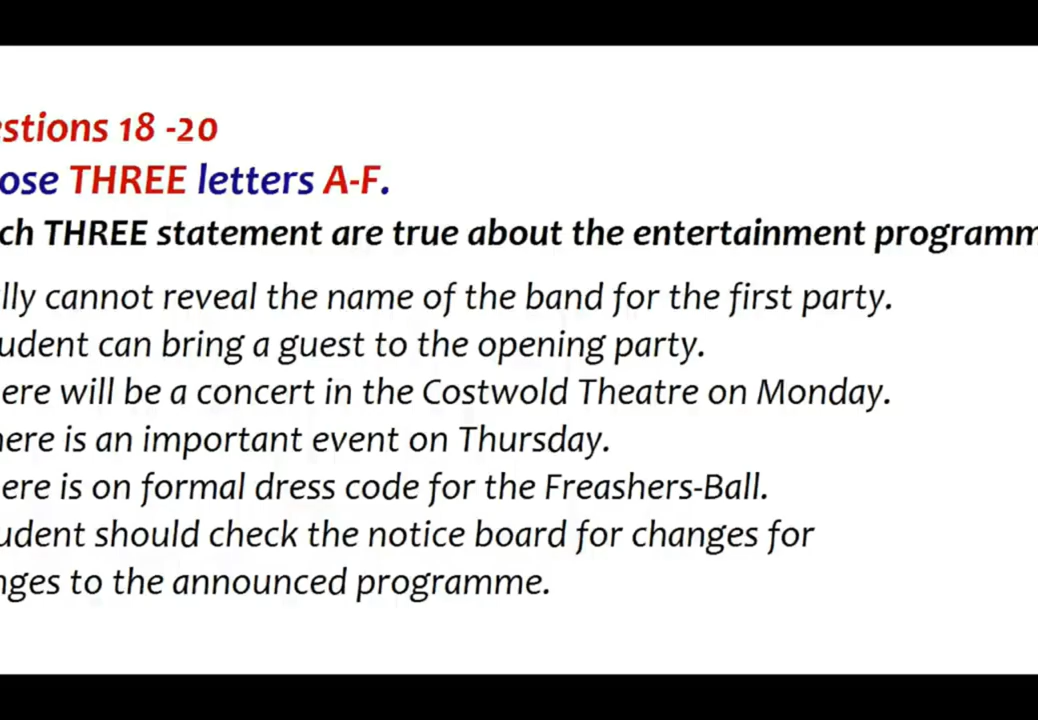 stions 18 -20
ose THREE letters A-F.
ch THREE statement are true about the entertainment programm
lly cannot reveal the name of the band for the first party.
udent can bring a guest to the opening party.
ere will be a concert in the Costwold Theatre on Monday.
ere is an important event on Thursday.
ere is on formal dress code for the Freashers-Ball.
udent should check the notice board for changes for
nges to the announced programme.